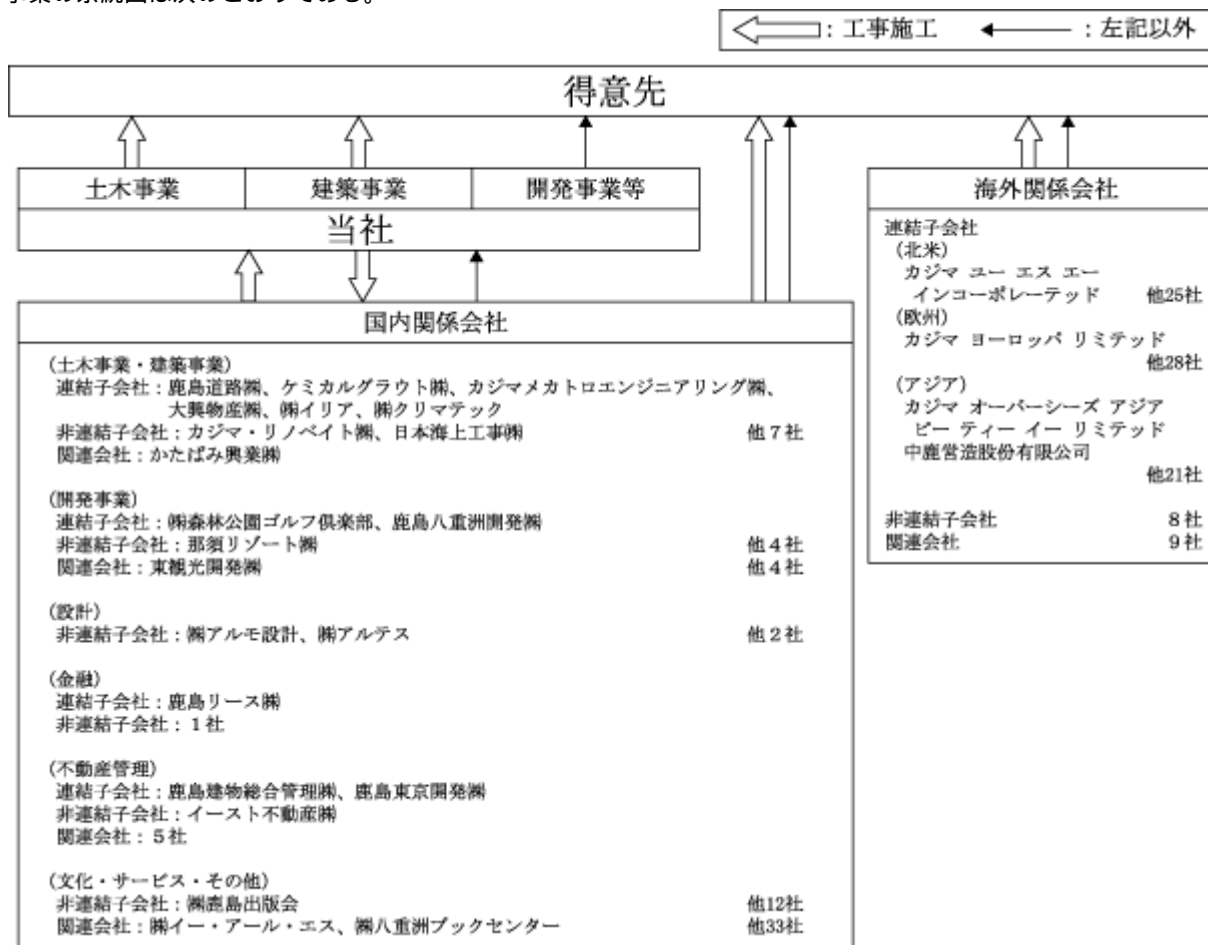 事業の系統図は次のとおりである。
:工事施工 :左記以外
得意先
土木事業 建築事業 開発事業等
当社
国内関係会社
(土木事業・建築事業)
連結子会社:鹿島道路㈱、ケミカルグラウト㈱、カジマメカトロエンジニアリング㈱、
大興物産㈱、㈱イリア、㈱クリマテック
非連結子会社:カジマ・リノベイト㈱、日本海上工事㈱ 他7社
関連会社:かたばみ興業㈱
(開発事業)
連結子会社:㈱森林公園ゴルフ倶楽部、鹿島八重洲開発㈱
非連結子会社:那須リゾート㈱ 他4社
関連会社:東観光開発㈱ 他4社
(設計)
非連結子会社:㈱アルモ設計、㈱アルテス 他2社
(金融)
連結子会社:鹿島リース㈱
非連結子会社:1社
(不動産管理)
連結子会社:鹿島建物総合管理㈱、鹿島東京開発㈱
非連結子会社:イースト不動産㈱
関連会社:5社
(文化・サービス・その他)
非連結子会社:㈱鹿島出版会 他12社
関連会社:㈱イー・アール・エス、㈱八重洲ブックセンター 他33社
海外関係会社
連結子会社
(北米)
カジマ ユー エス エー
インコーポレーテッド 他25社
(欧州)
カジマ ヨーロッパ リミテッド
他28社
(アジア)
カジマ オーバーシーズ アジア
ピー ティー イー リミテッド
中鹿営造股份有限公司
他21社
非連結子会社 8社
関連会社 9社